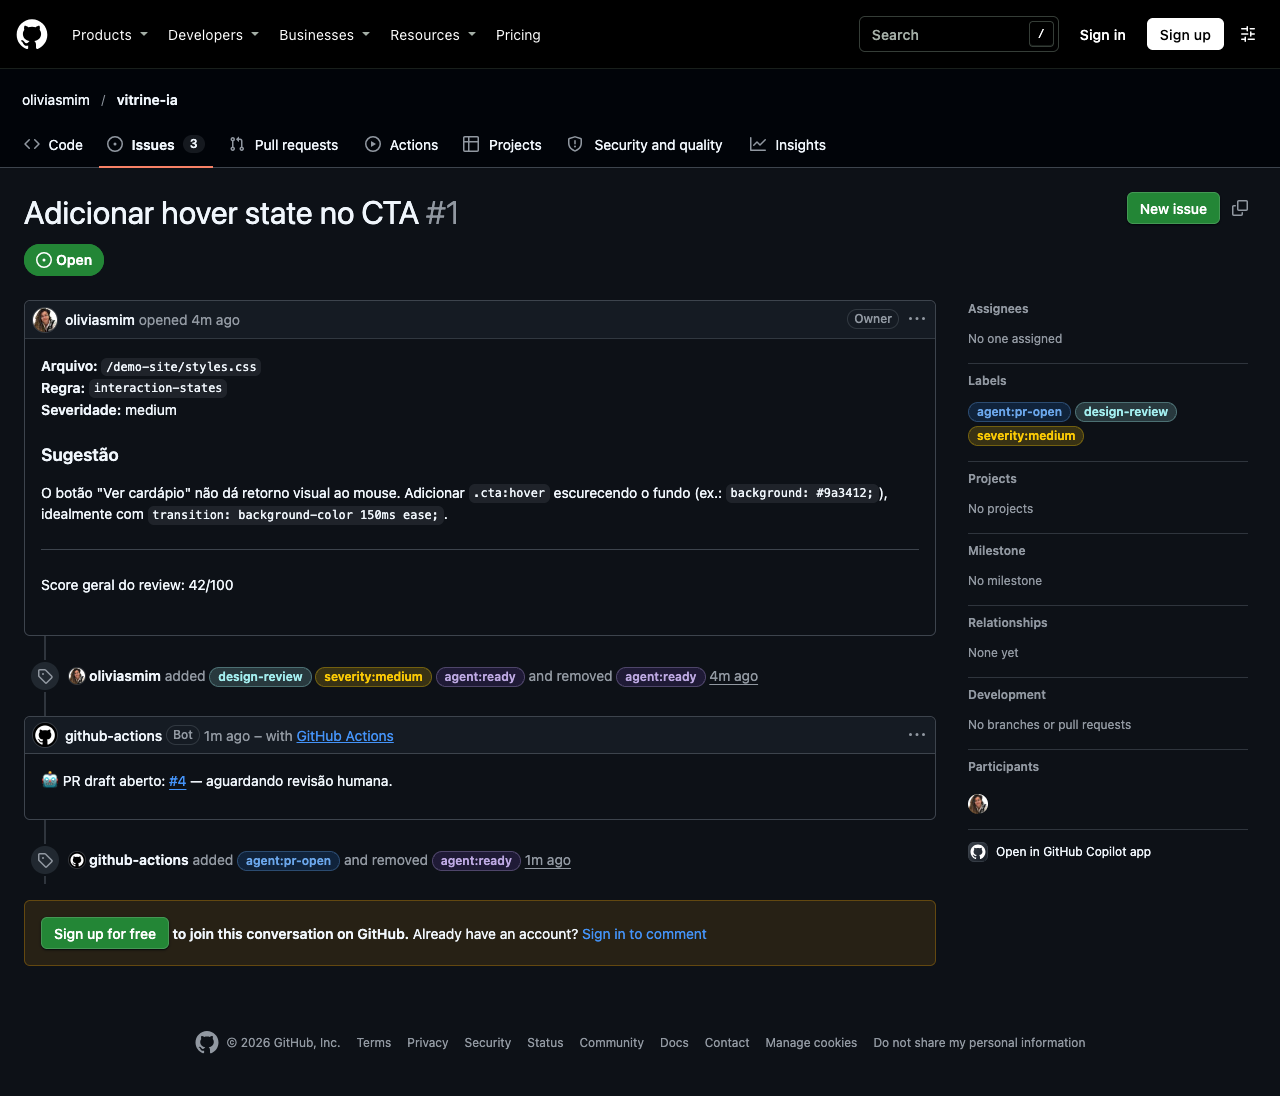 Products Developers Businesses Resources Pricing Search / Sign in Sign up
oliviasmim / vitrine-ia
Code Issues 3 Pull requests Actions Projects Security and quality Insights
Adicionar hover state no CTA #1
New issue
Open
oliviasmim opened 4m ago Owner
Arquivo: /demo-site/styles.css
Regra: interaction-states
Severidade: medium
Sugestão
O botão "Ver cardápio" não dá retorno visual ao mouse. Adicionar .cta:hover escurecendo o fundo (ex.: background: #9a3412; ),
idealmente com transition: background-color 150ms ease; .
Score geral do review: 42/100
oliviasmim added design-review severity:medium agent:ready and removed agent:ready 4m ago
github-actions Bot 1m ago – with GitHub Actions
🤖 PR draft aberto: #4 — aguardando revisão humana.
github-actions added agent:pr-open and removed agent:ready 1m ago
Sign up for free to join this conversation on GitHub. Already have an account? Sign in to comment
Assignees
No one assigned
Labels
agent:pr-open design-review
severity:medium
Projects
No projects
Milestone
No milestone
Relationships
None yet
Development
No branches or pull requests
Participants
Open in GitHub Copilot app
© 2026 GitHub, Inc. Terms Privacy Security Status Community Docs Contact Manage cookies Do not share my personal information